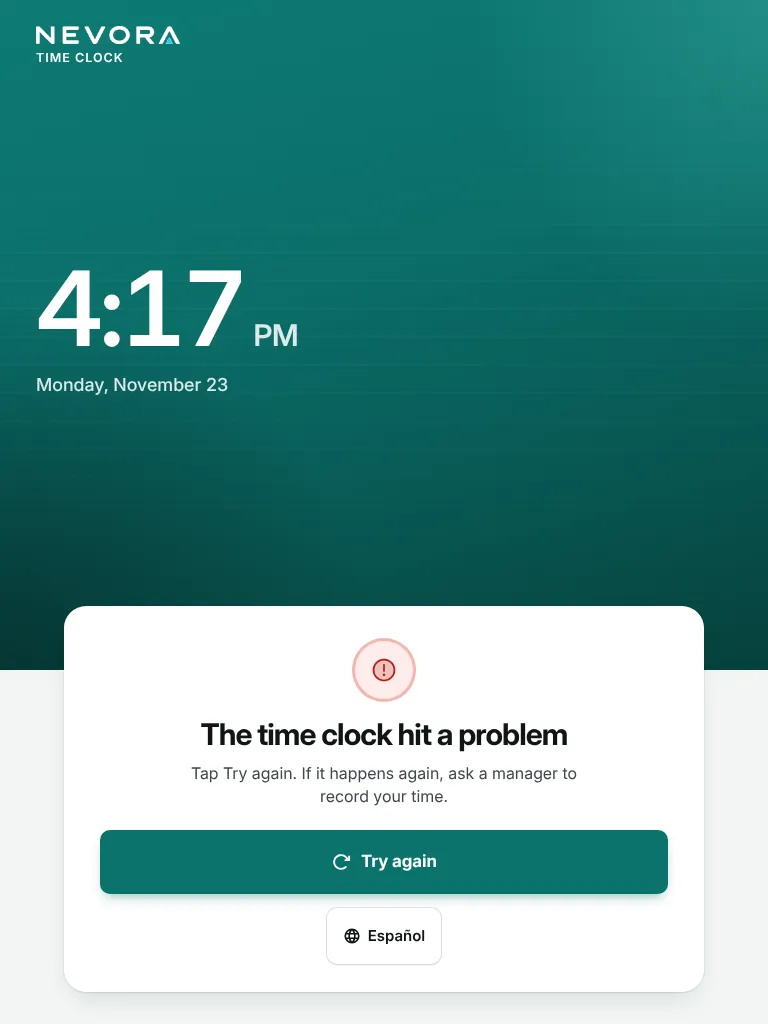 NEVORA
TIME CLOCK
4:17 PM
Monday, November 23
The time clock hit a problem
Tap Try again. If it happens again, ask a manager to
record your time.
Try again
Español